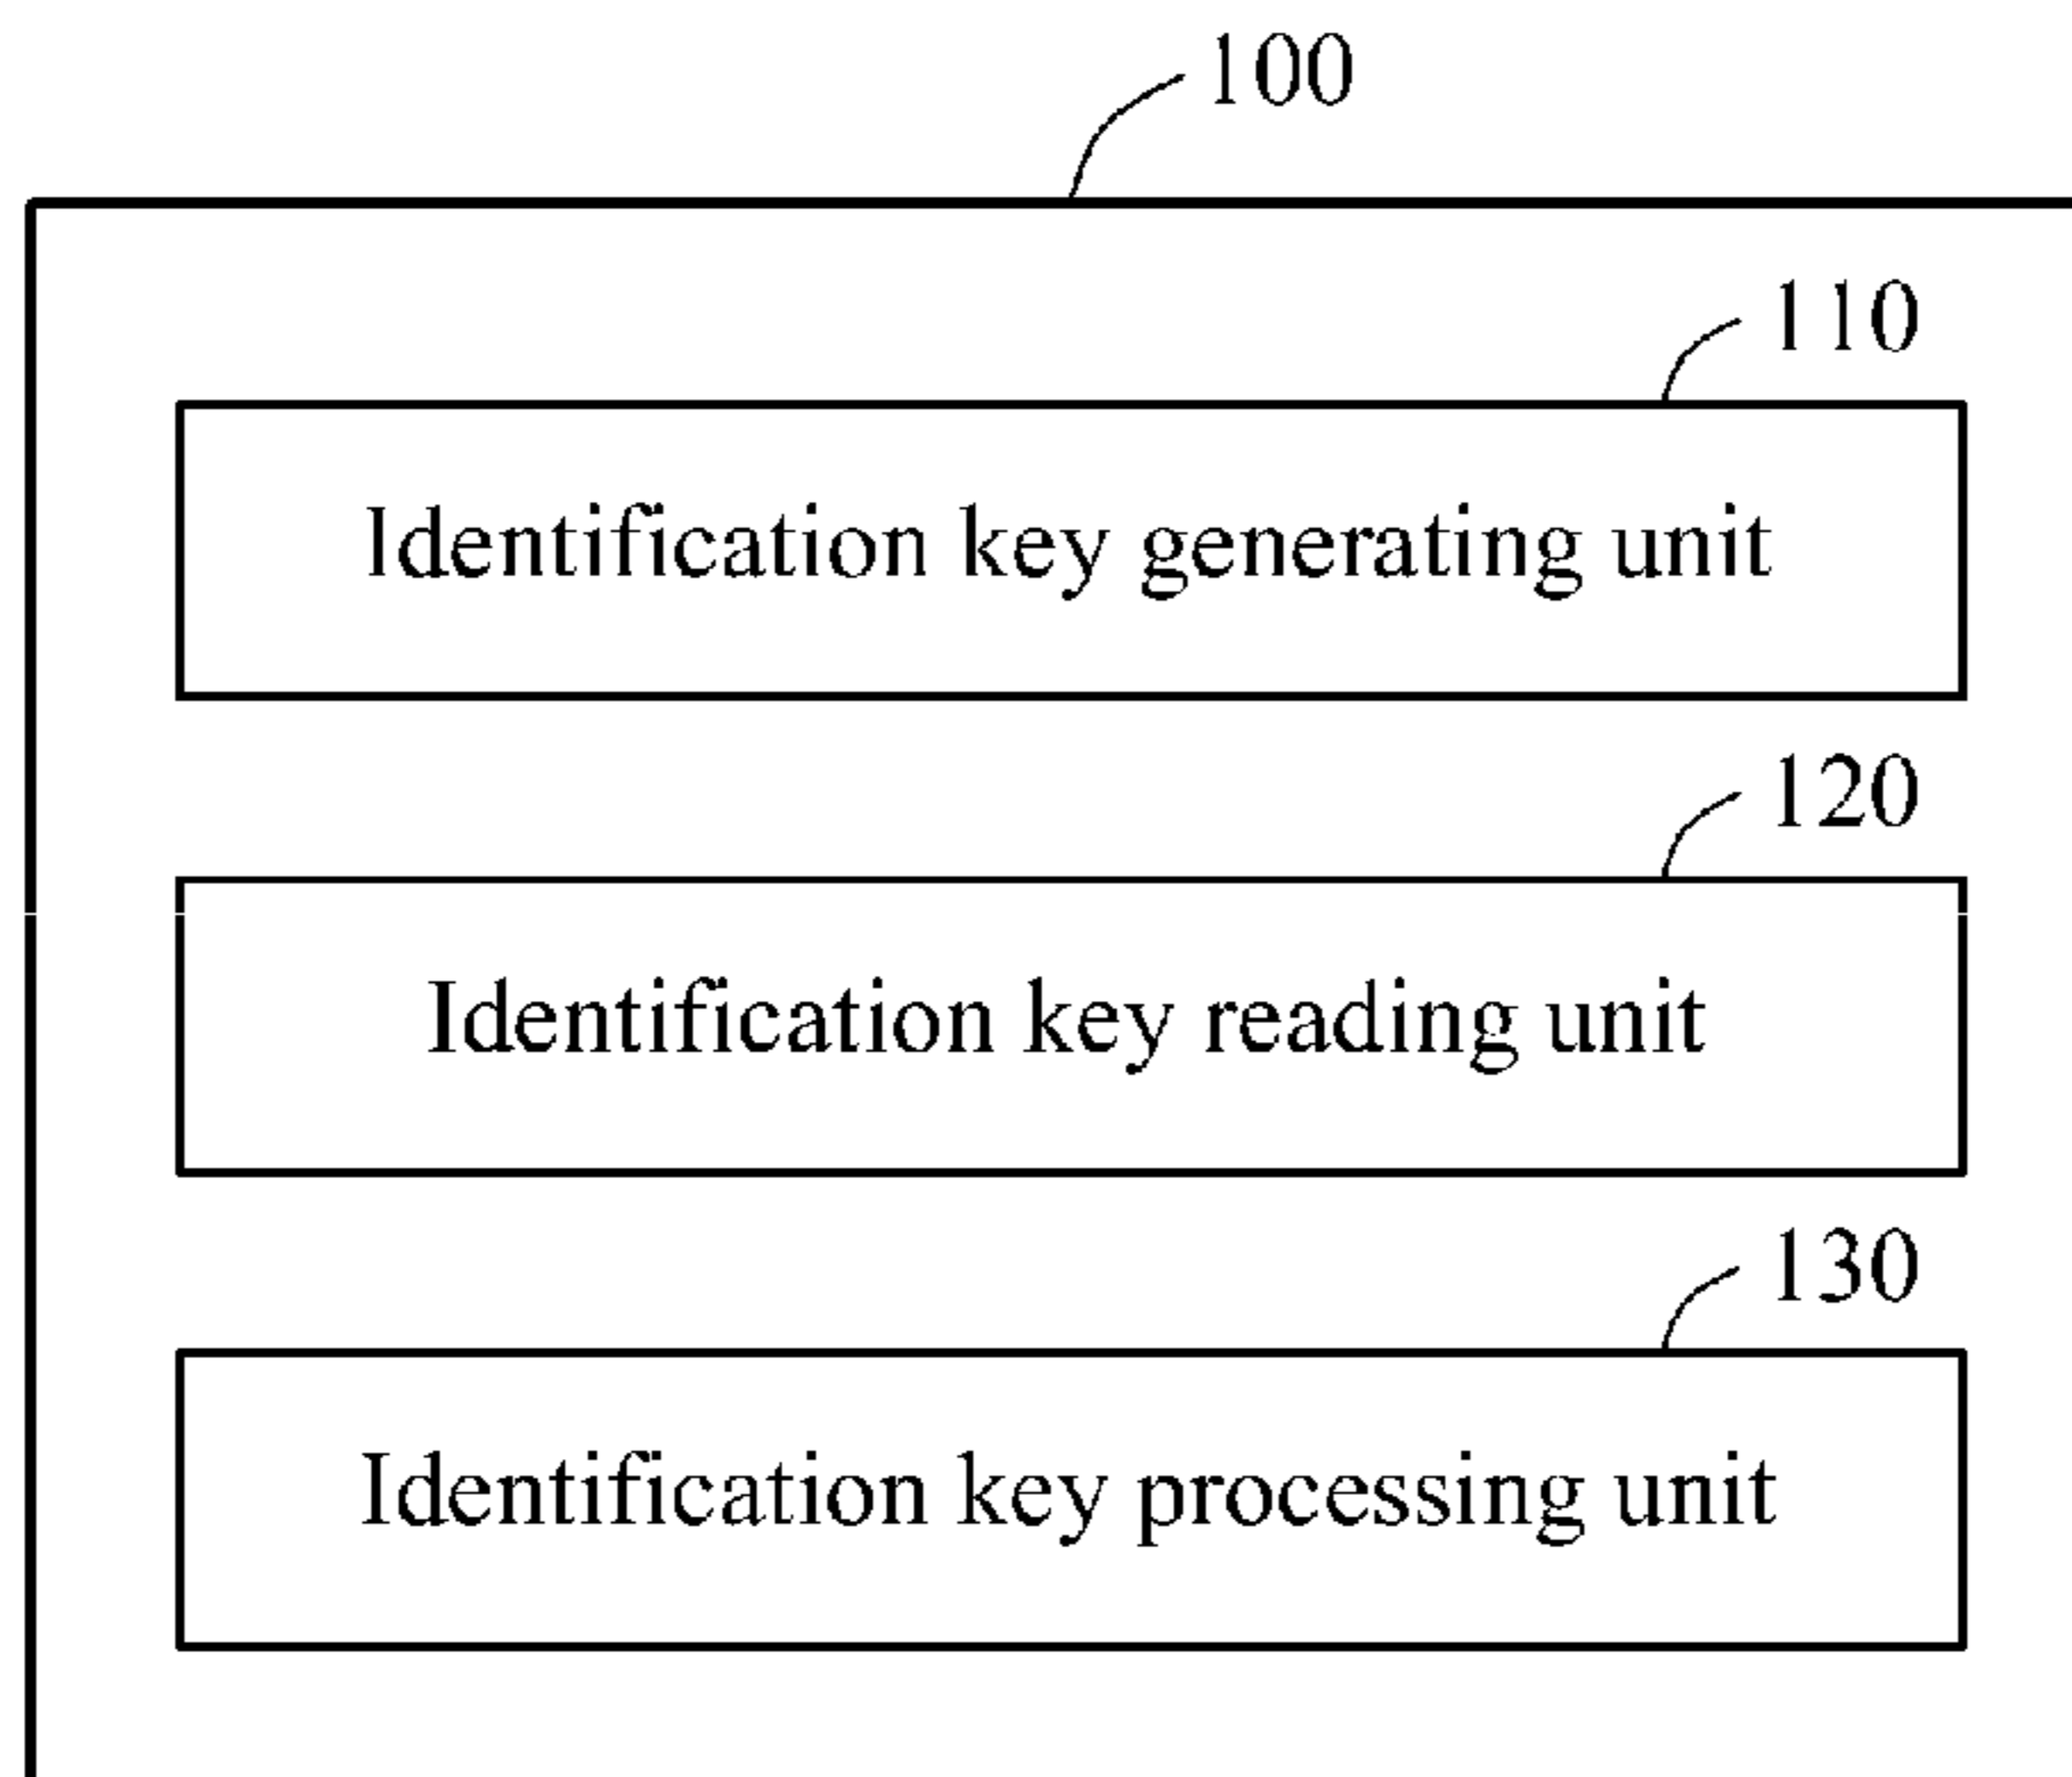 100
110
Identification key generating unit
120
Identification key reading unit
130
Identification key processing unit